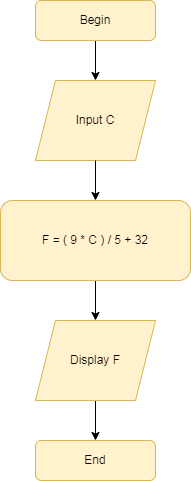 Begin
Input C
F = ( 9 * C ) / 5 + 32
Display F
End